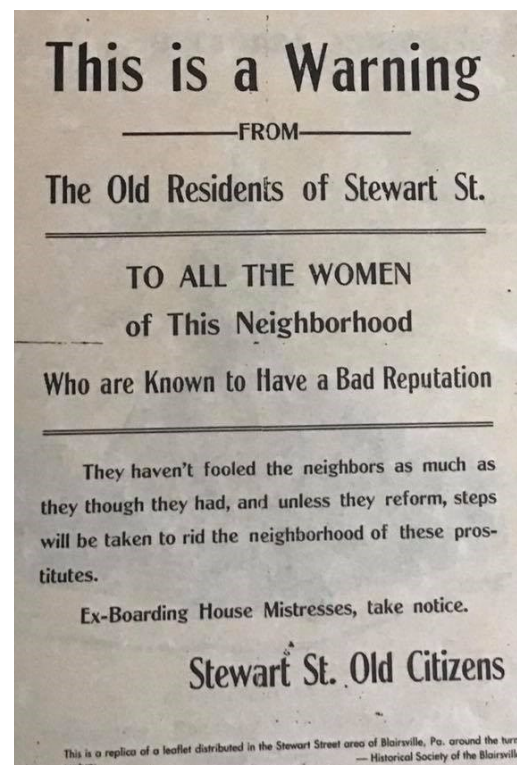 This is a Warning
FROM
The Old Residents of Stewart St.
TO ALL THE WOMEN
of This Neighborhood
Who are Known to Have a Bad Reputation
They haven't fooled the neighbors as much as
they though they had, and unless they reform, steps
will be taken to rid the neighborhood of these pros-
titutes.
Ex-Boarding House Mistresses, take notice.
Stewart St. Old Citizens
This is a replica of a leaflet distributed in the Stewart Street area of Blairsville, Pa. around the turn
— Historical Society of the Blairsvill